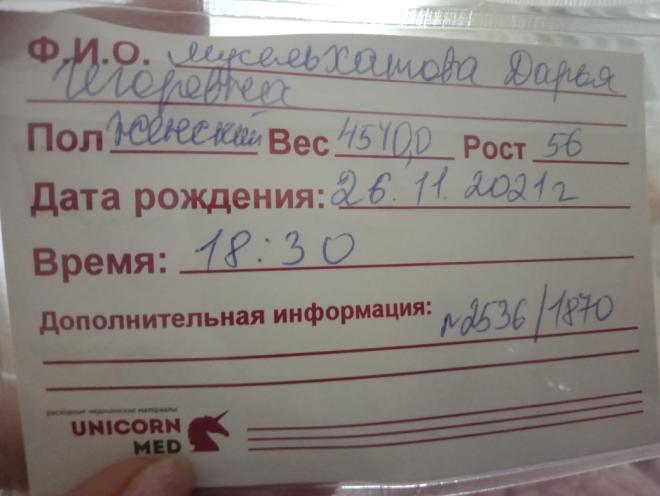 Ф.И.О. Мусельхатова Дарья
Игоревна
Пол женский Вес 4540,0 Рост 56
Дата рождения: 26.11.2021г
Время: 18:30
Дополнительная информация: №2536/1870
расходные медицинские материалы
UNICORN
MED